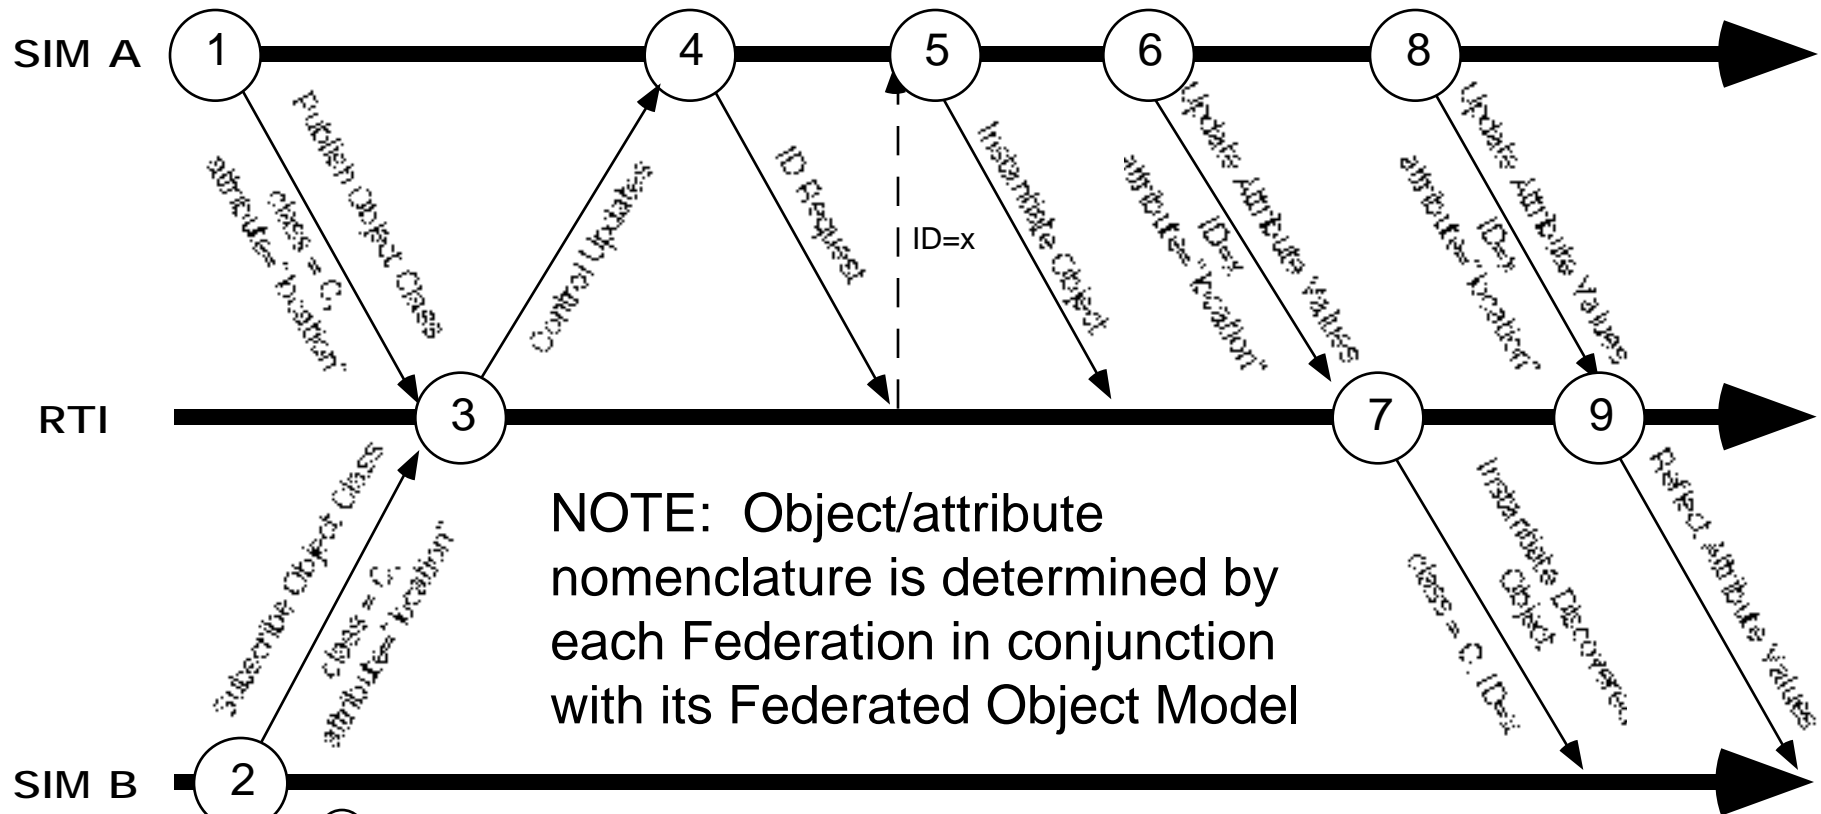 SIM A
1
4
5
6
8
Publish Object Class
class = C,
attribute="location"
Control Updates
ID Request
ID=x
Instantiate Object
Update Attribute Values
ID=x
attribute="location"
Update Attribute Values
ID=x
attribute="location"
RTI
3
7
9
Subscribe Object Class
class = C,
attribute="location"
NOTE: Object/attribute
nomenclature is determined by
each Federation in conjunction
with its Federated Object Model
Instantiate Discovered
Object
class = C, ID=x
Reflect Attribute Values
SIM B
2